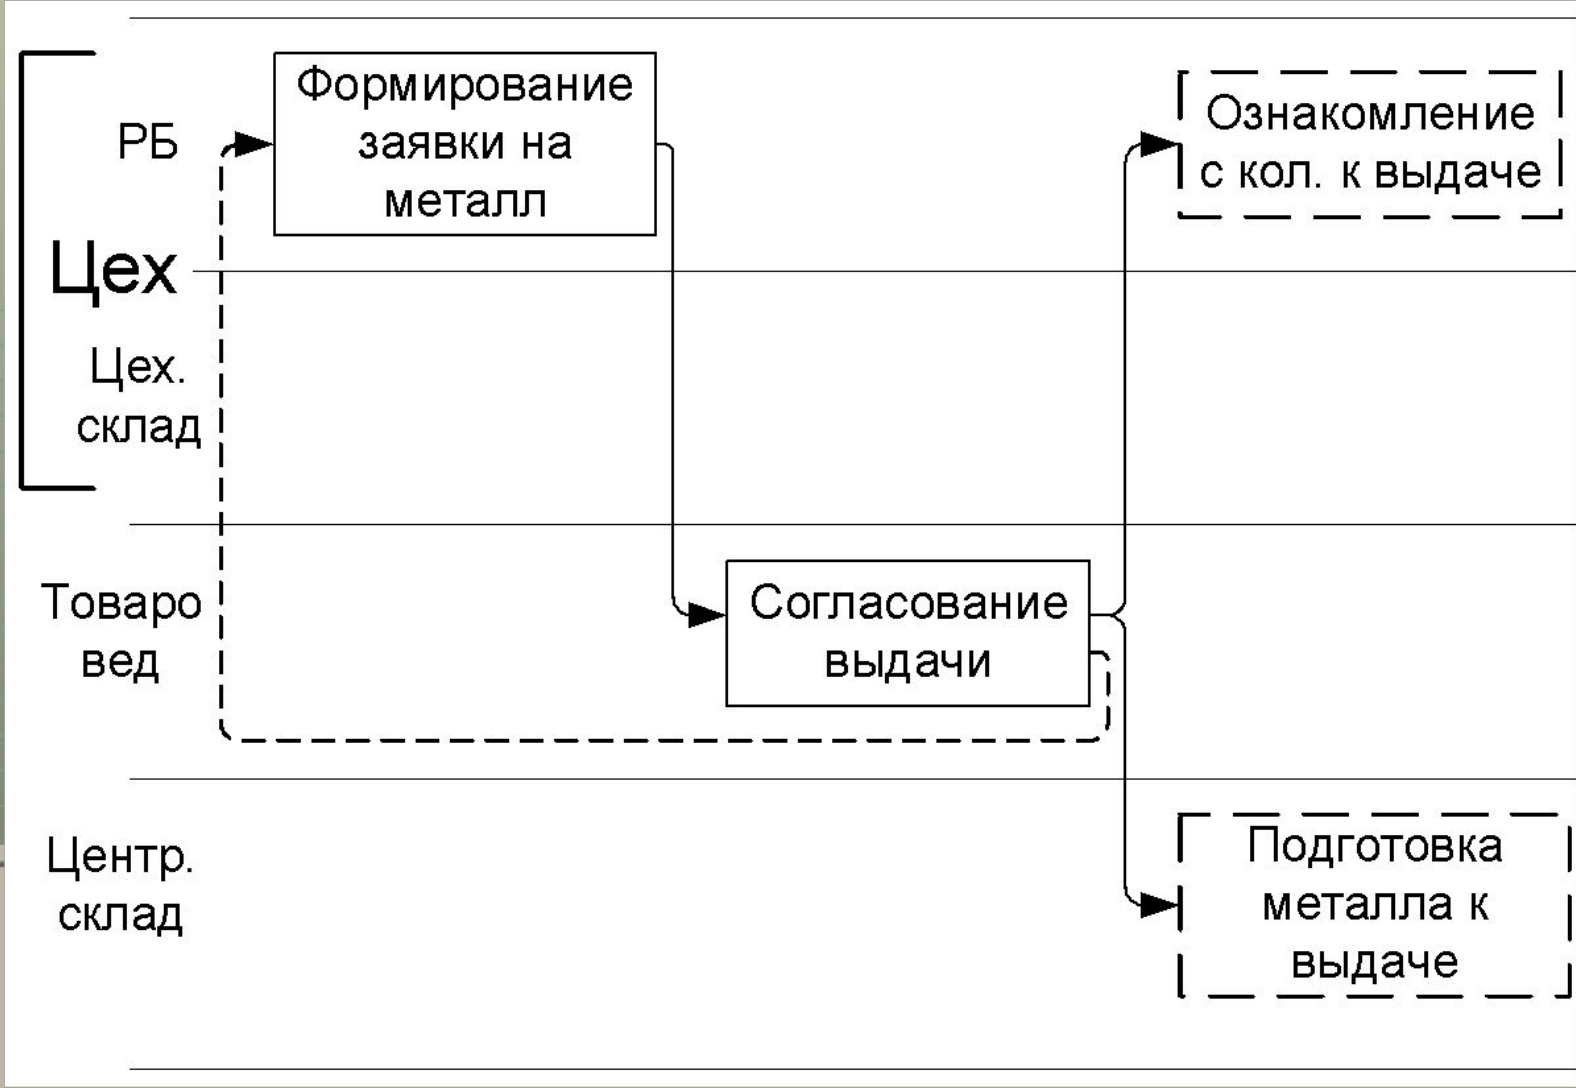 РБ
Формирование
заявки на
металл
Ознакомление
с кол. к выдаче
Цех
Цех.
склад
Товаро
вед
Согласование
выдачи
Центр.
склад
Подготовка
металла к
выдаче